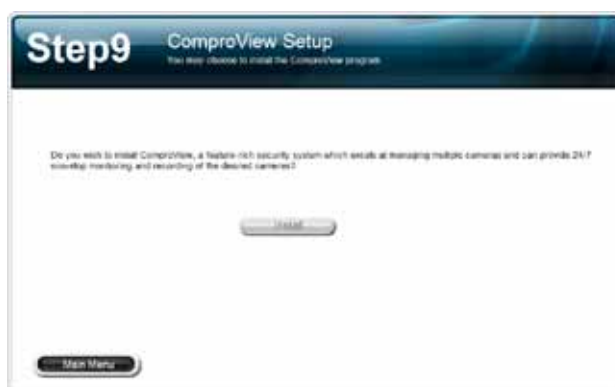 Step9
ComproView Setup
You may choose to install the ComproView program
Do you wish to install ComproView, a feature rich security system which excels at managing multiple cameras and can provide 24/7
non-stop monitoring and recording of the desired cameras?
Install
Main Menu